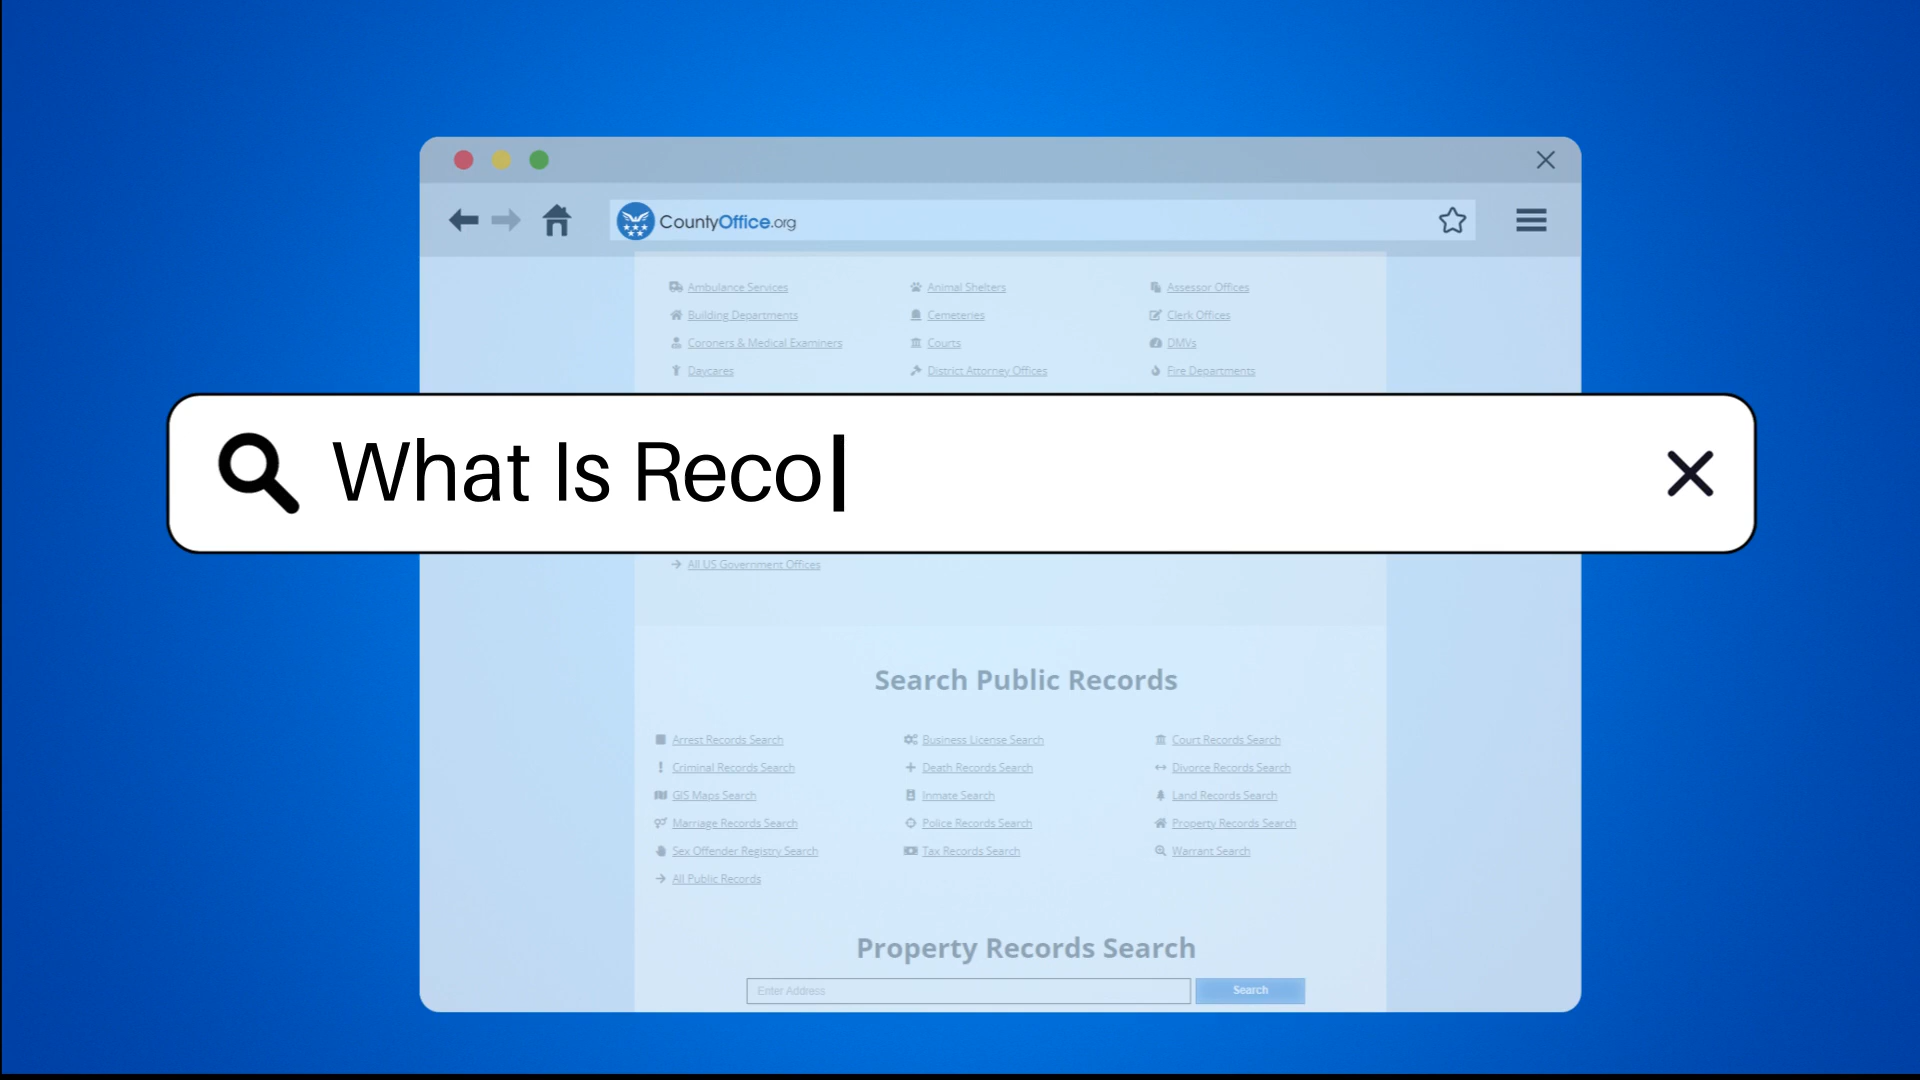 CountyOffice.org
Ambulance Services Animal Shelters Assessor Offices
Building Departments Cemeteries Clerk Offices
Coroners & Medical Examiners Courts DMVs
Daycares District Attorney Offices Fire Departments
What Is Reco
All US Government Offices
Search Public Records
Arrest Records Search Business License Search Court Records Search
Criminal Records Search Death Records Search Divorce Records Search
GIS Maps Search Inmate Search Land Records Search
Marriage Records Search Police Records Search Property Records Search
Sex Offender Registry Search Tax Records Search Warrant Search
All Public Records
Property Records Search
Enter Address Search